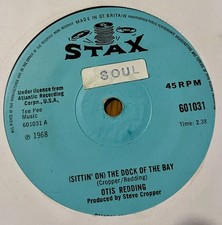 MADE IN GT BRITAIN
STAX
SOUL
Under licence from
Atlantic Recording
Corpn., U.S.A.
Tee Pee
Music
601031 A
℗ 1968
45 RPM
601031
Time: 2.38
(SITTIN' ON) THE DOCK OF THE BAY
(Cropper/Redding)
OTIS REDDING
Produced by Steve Cropper